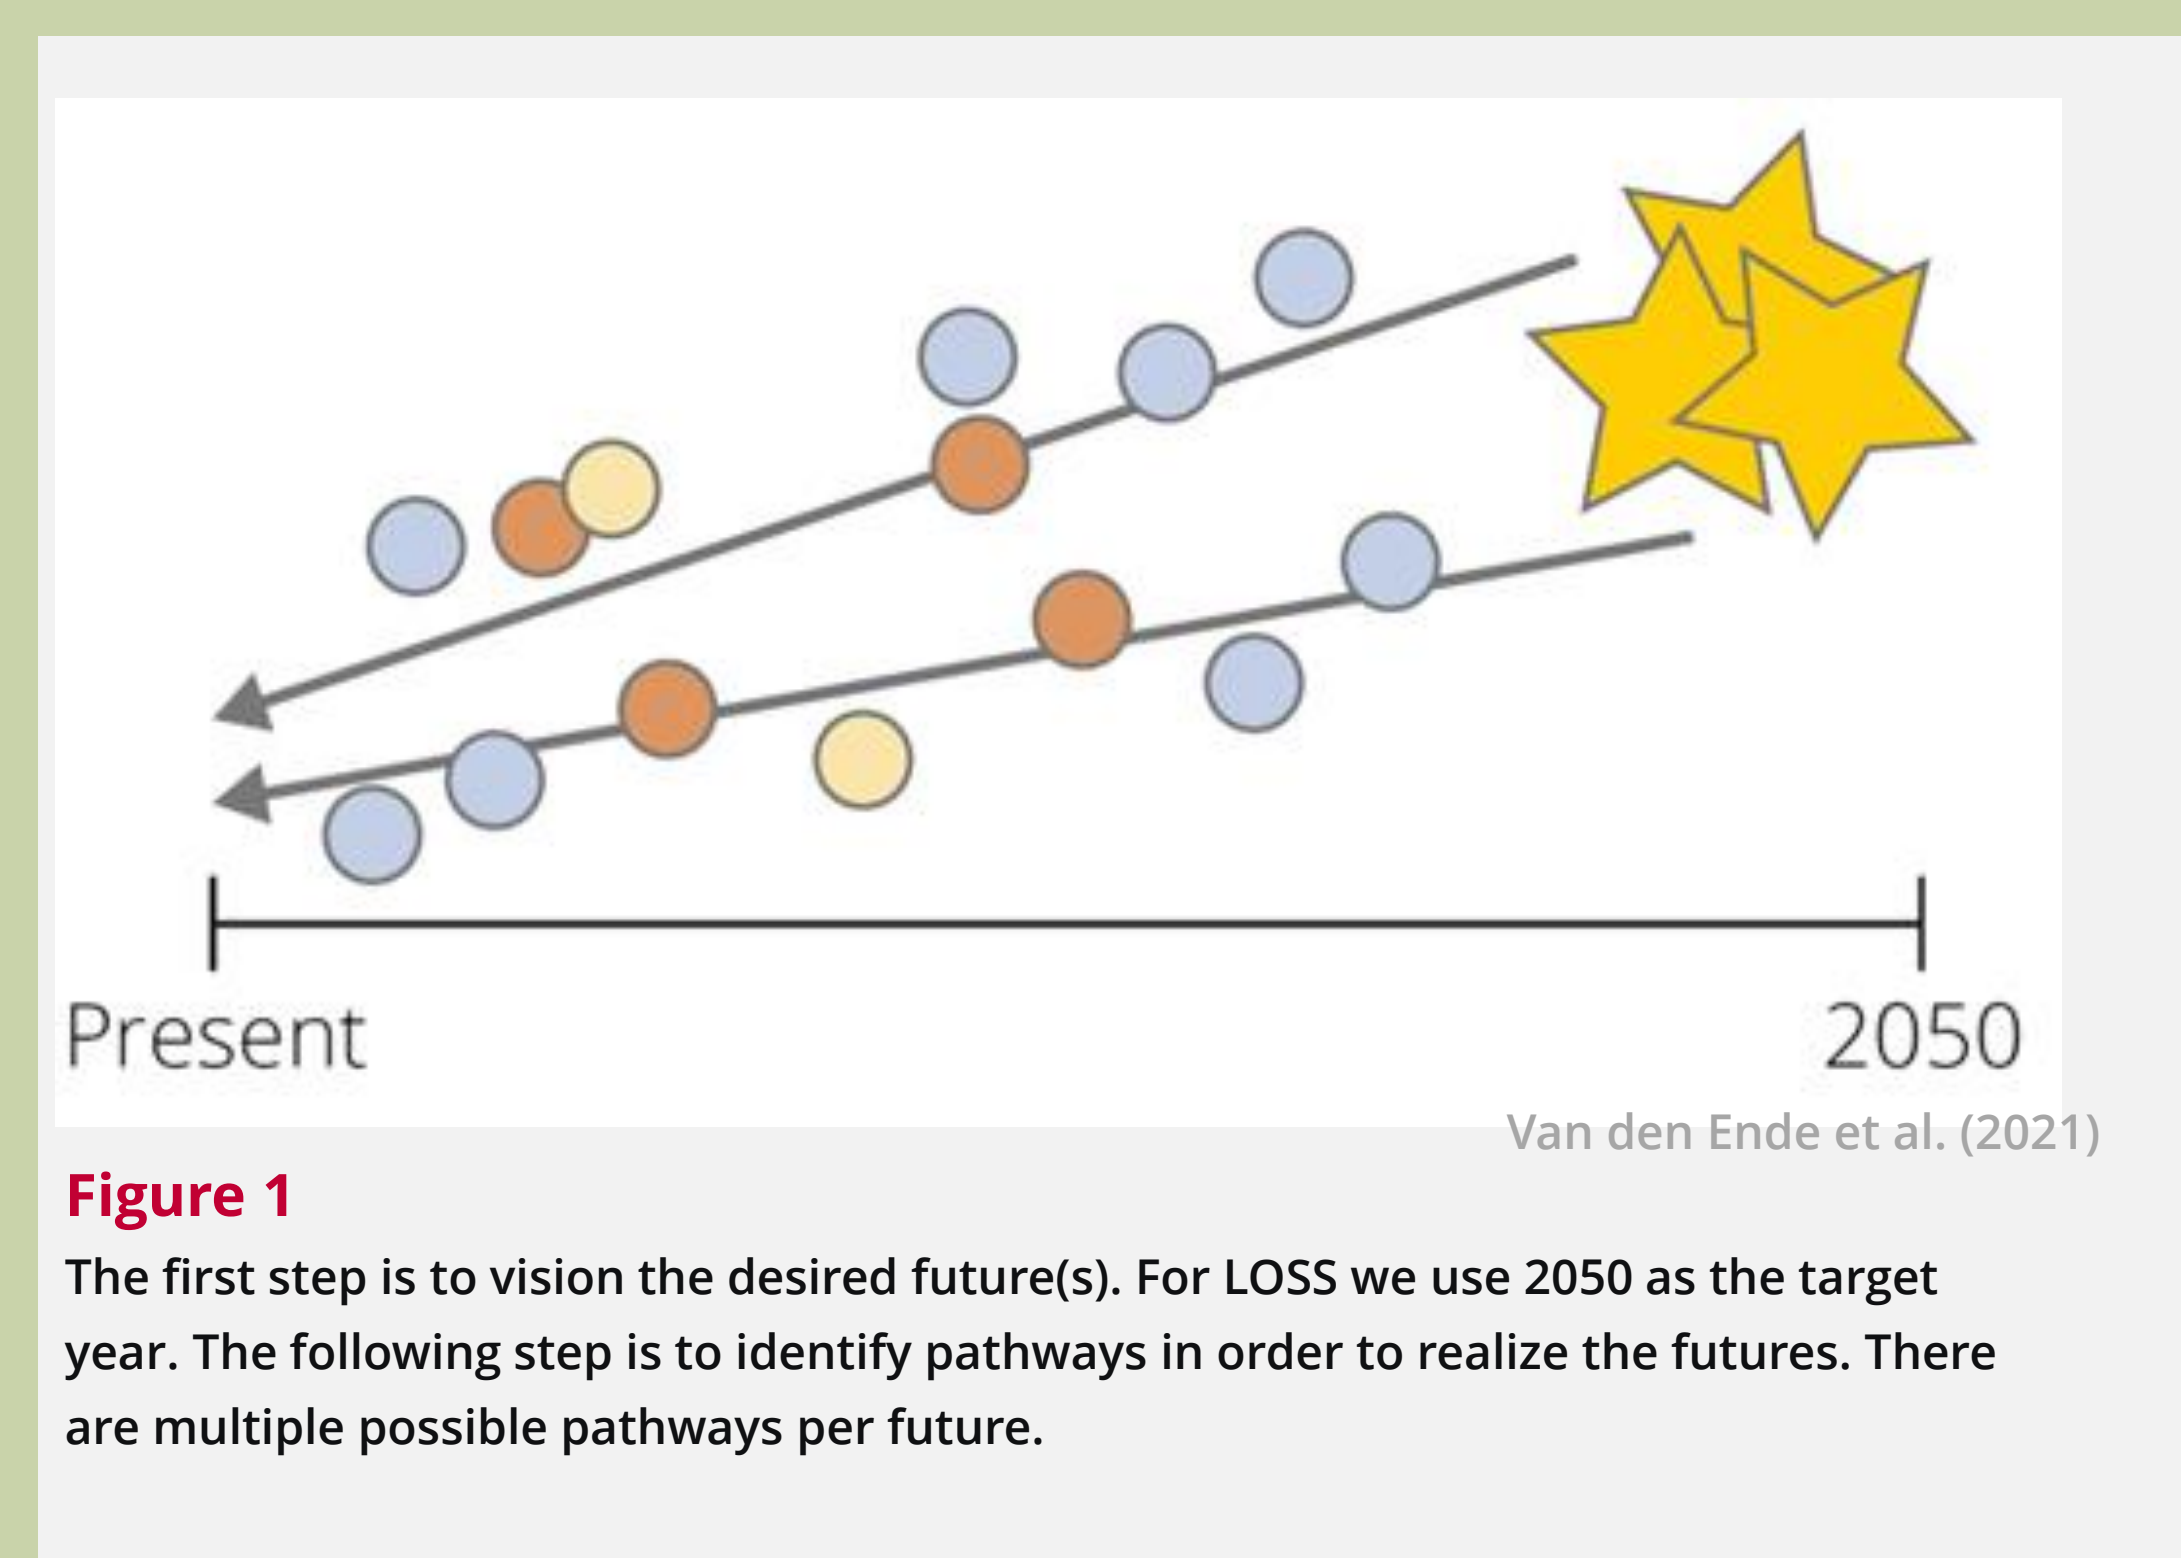 Present
2050
Van den Ende et al. (2021)
Figure 1
The first step is to vision the desired future(s). For LOSS we use 2050 as the target
year. The following step is to identify pathways in order to realize the futures. There
are multiple possible pathways per future.